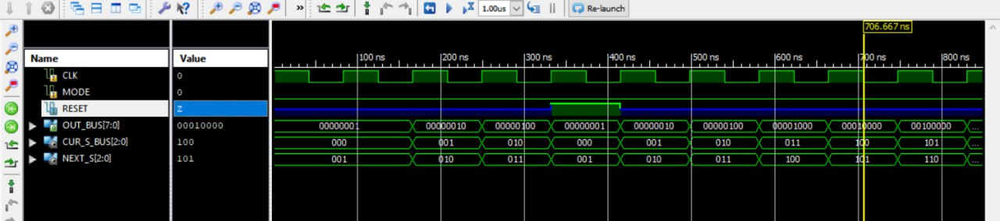 » 1.00us Re-launch
706.667 ns
Name Value 100 ns 200 ns 300 ns 400 ns 500 ns 600 ns 700 ns 800 ns
CLK 0
MODE 0
RESET Z
OUT_BUS[7:0] 00010000 00000001 00000010 00000100 00000001 00000010 00000100 00001000 00010000 00100000 ...
CUR_S_BUS[2:0] 100 000 001 010 000 001 010 011 100 101 ...
NEXT_S[2:0] 101 001 010 011 001 010 011 100 101 110 ...